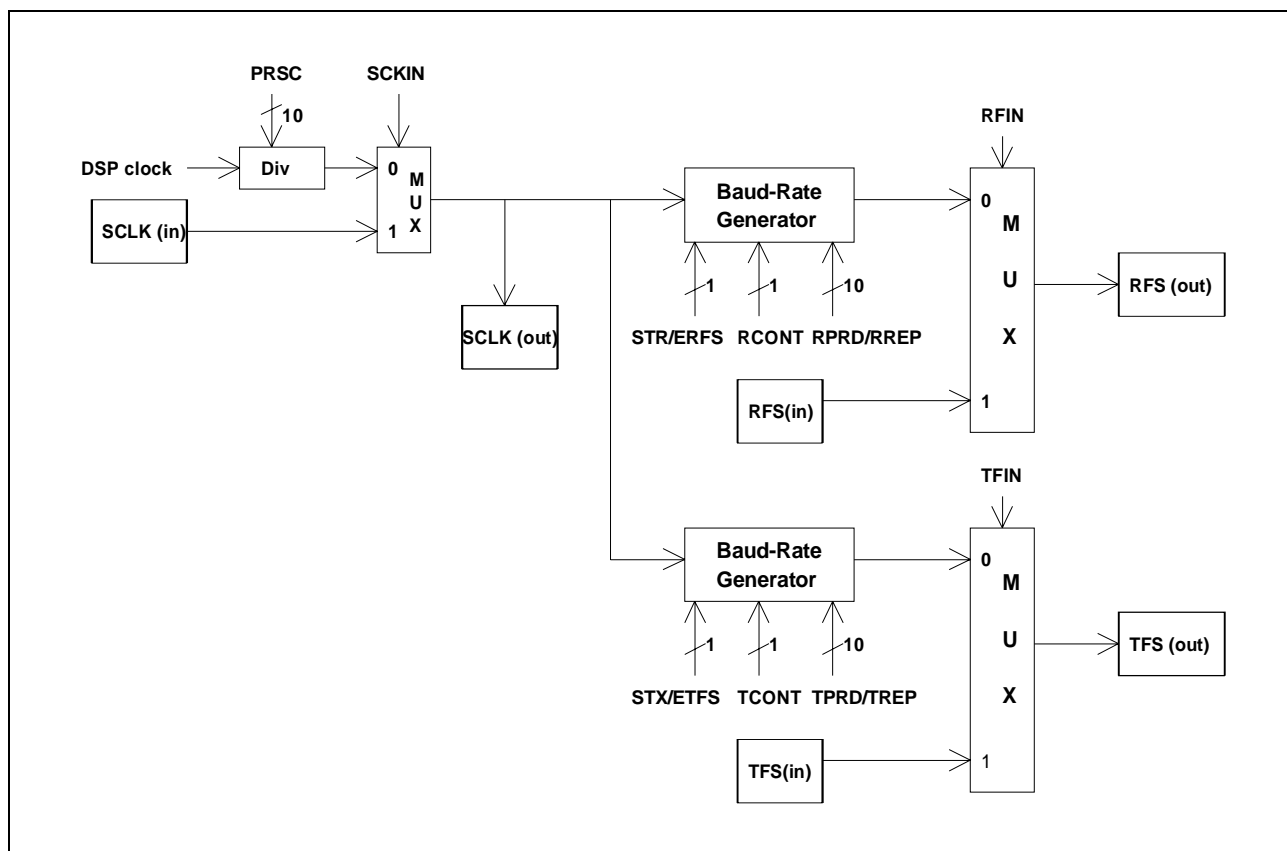 PRSC
SCKIN
10
RFIN
DSP clock
Div
0
M
U
X
1
SCLK (in)
Baud-Rate
Generator
0
M
U
X
1
RFS (out)
SCLK (out)
1
1
10
STR/ERFS
RCONT
RPRD/RREP
RFS(in)
TFIN
Baud-Rate
Generator
0
M
U
X
1
TFS (out)
1
1
10
STX/ETFS
TCONT
TPRD/TREP
TFS(in)